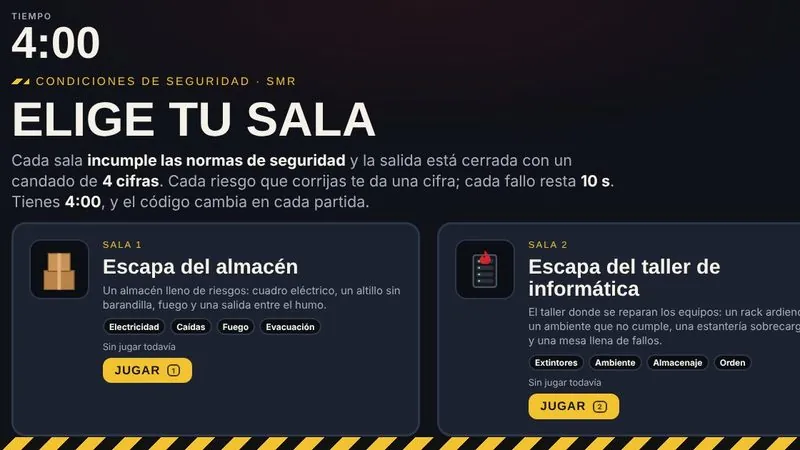 TIEMPO
4:00
CONDICIONES DE SEGURIDAD · SMR
ELIGE TU SALA
Cada sala incumple las normas de seguridad y la salida está cerrada con un
candado de 4 cifras. Cada riesgo que corrijas te da una cifra; cada fallo resta 10 s.
Tienes 4:00, y el código cambia en cada partida.
SALA 1
Escapa del almacén
Un almacén lleno de riesgos: cuadro eléctrico, un altillo sin
barandilla, fuego y una salida entre el humo.
Electricidad Caídas Fuego Evacuación
Sin jugar todavía
JUGAR 1
SALA 2
Escapa del taller de
informática
El taller donde se reparan los equipos: un rack
un ambiente que no cumple, una estantería
y una mesa llena de fallos.
Extintores Ambiente Almacenaje Orden
Sin jugar todavía
JUGAR 2